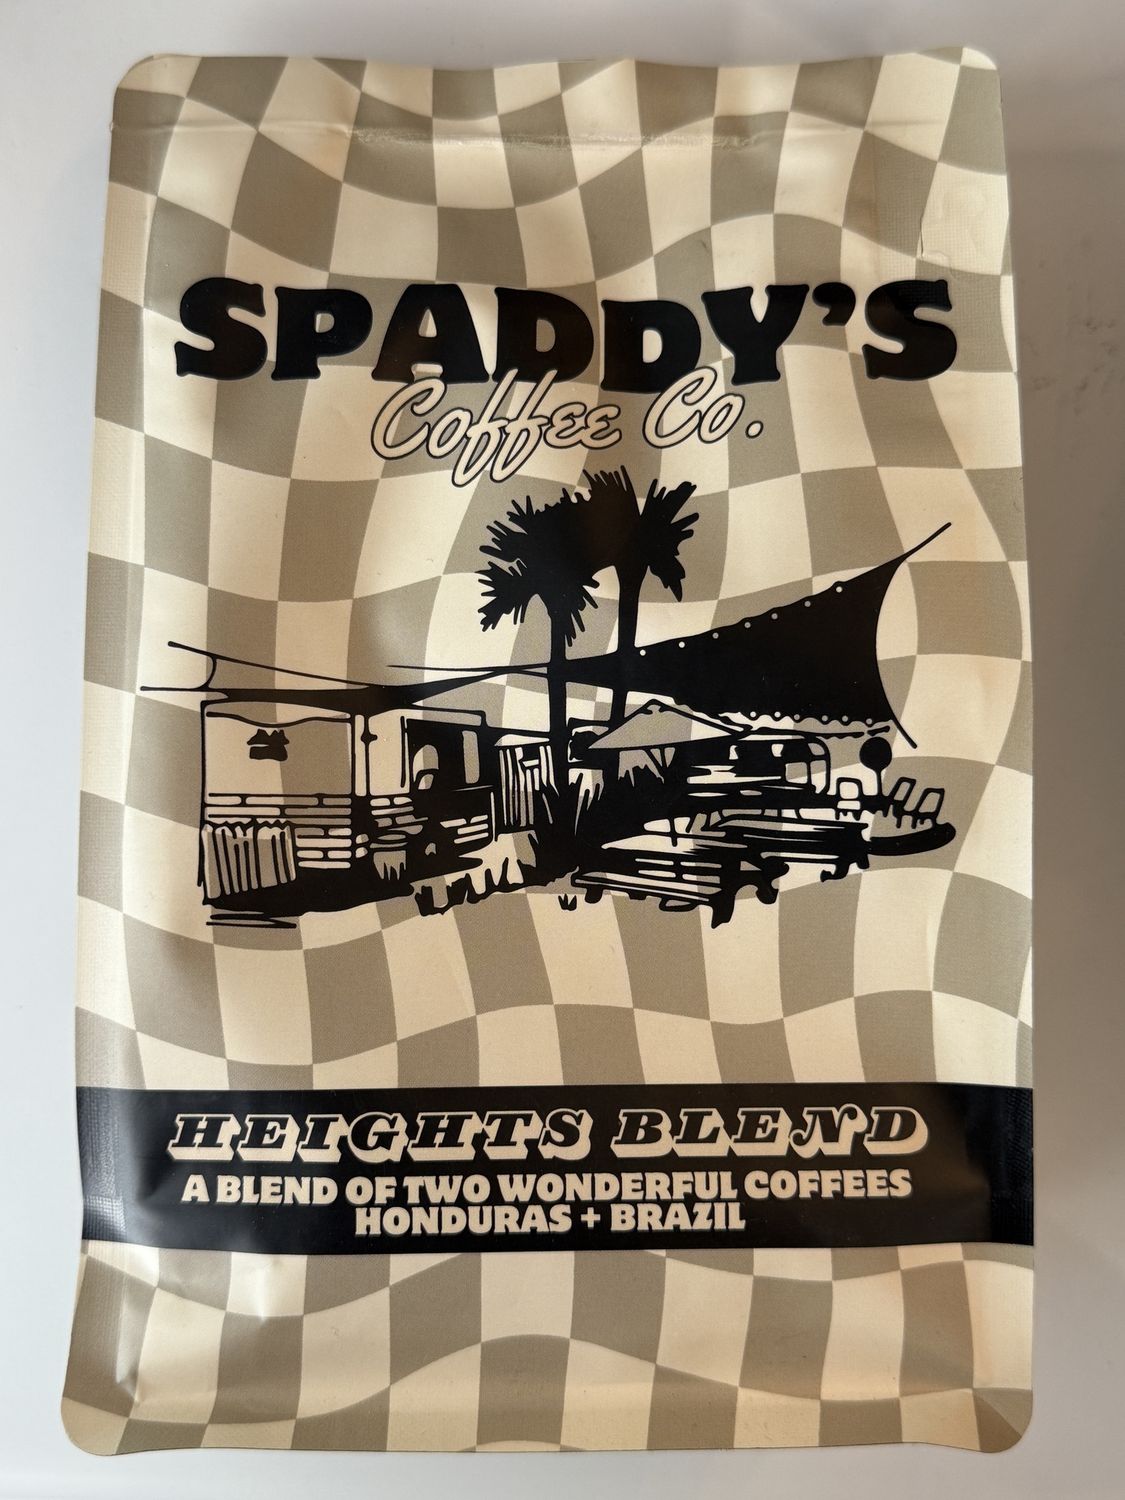 SPADDY'S
Coffee Co.
HEIGHTS BLEND
A BLEND OF TWO WONDERFUL COFFEES
HONDURAS + BRAZIL